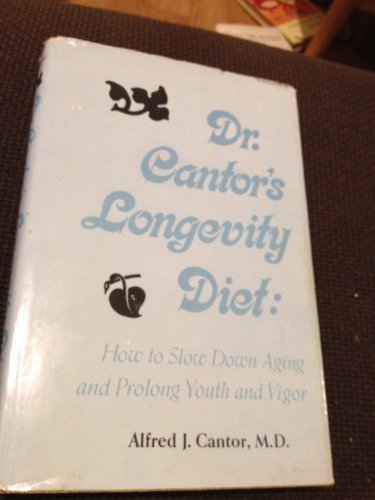 Dr.
Cantor's
Longevity
Diet:
How to Slow Down Aging
and Prolong Youth and Vigor
Alfred J. Cantor, M.D.